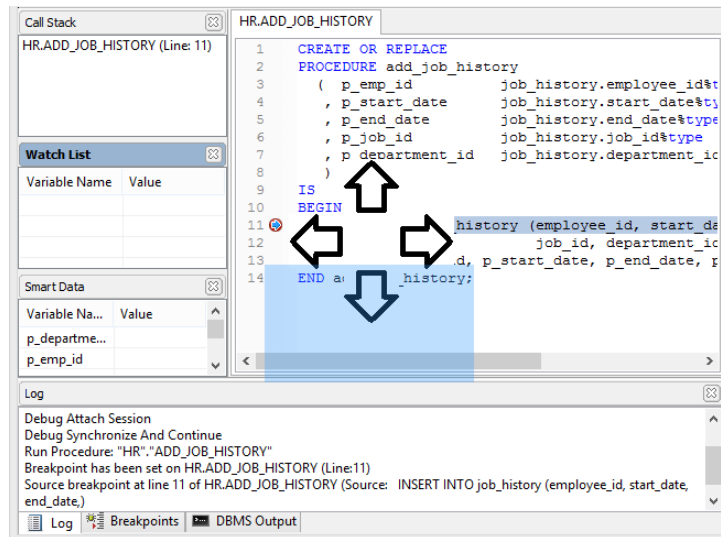 Call Stack
HR.ADD_JOB_HISTORY (Line: 11)
Watch List
Variable Name Value
Smart Data
Variable Na... Value
p_departme...
p_emp_id
HR.ADD_JOB_HISTORY
1 CREATE OR REPLACE
2 PROCEDURE add_job_history
3 ( p_emp_id job_history.employee_id%t
4 , p_start_date job_history.start_date%ty
5 , p_end_date job_history.end_date%type
6 , p_job_id job_history.job_id%type
7 , p_department_id job_history.department_id
8 )
9 IS
10 BEGIN
11 history (employee_id, start_da
12 job_id, department_id
13 d, p_start_date, p_end_date, p
14 END a _history;
Log
Debug Attach Session
Debug Synchronize And Continue
Run Procedure: "HR"."ADD_JOB_HISTORY"
Breakpoint has been set on HR.ADD_JOB_HISTORY (Line:11)
Source breakpoint at line 11 of HR.ADD_JOB_HISTORY (Source: INSERT INTO job_history (employee_id, start_date,
end_date,)
Log Breakpoints DBMS Output